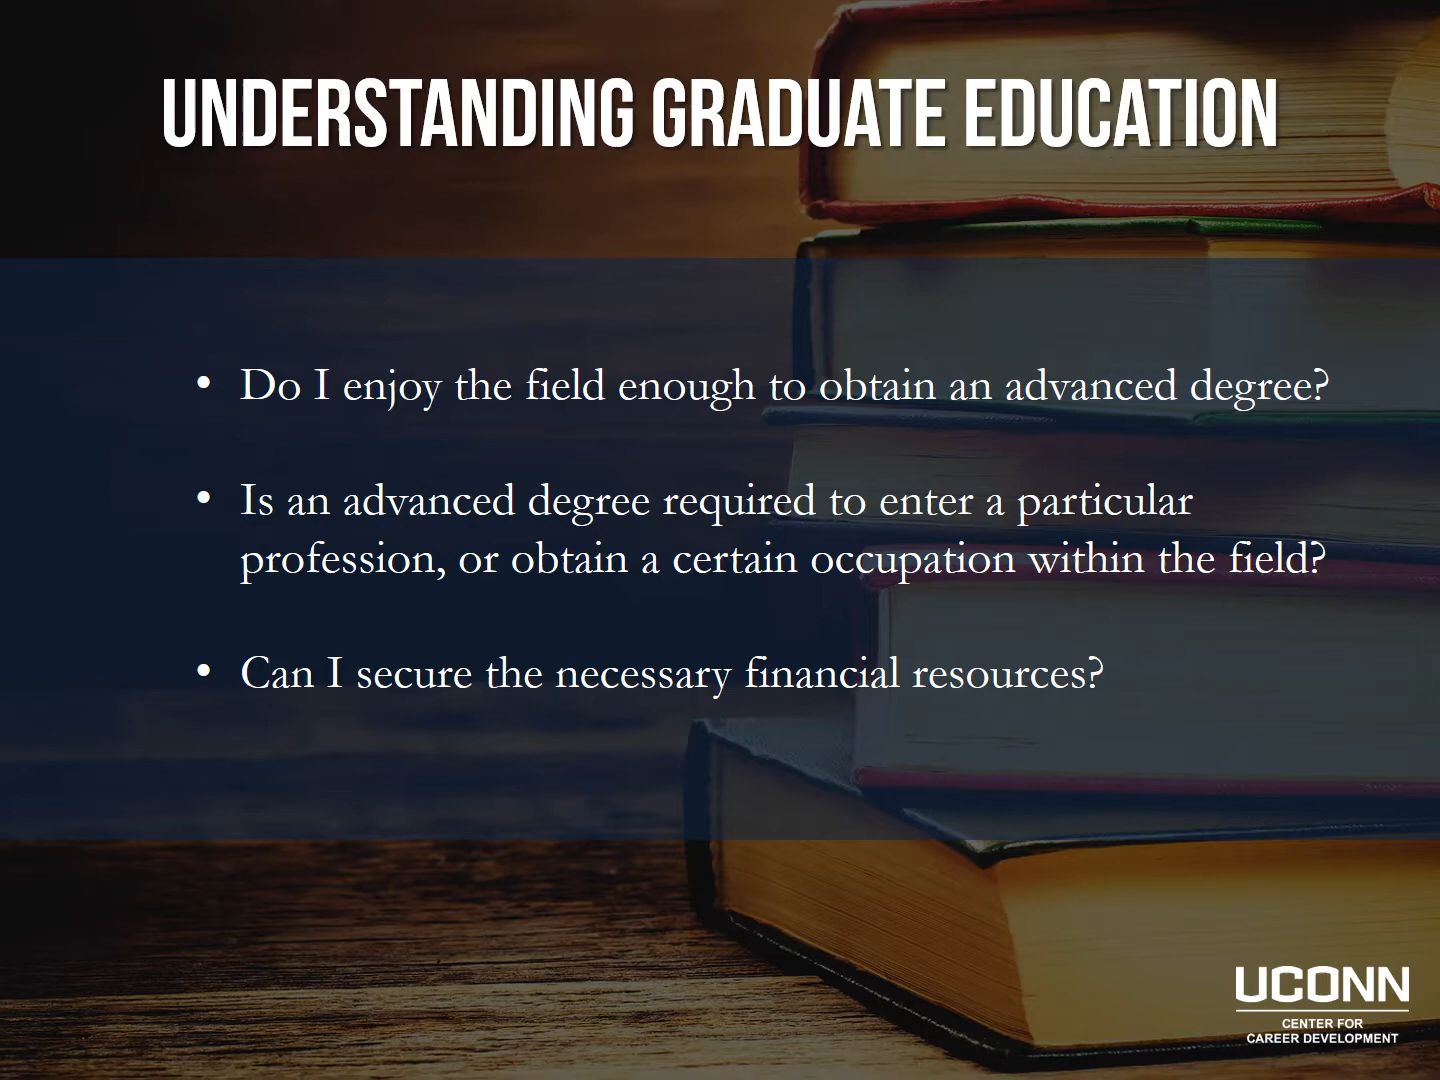 UNDERSTANDING GRADUATE EDUCATION
• Do I enjoy the field enough to obtain an advanced degree?
• Is an advanced degree required to enter a particular
profession, or obtain a certain occupation within the field?
• Can I secure the necessary financial resources?
UCONN
CENTER FOR
CAREER DEVELOPMENT